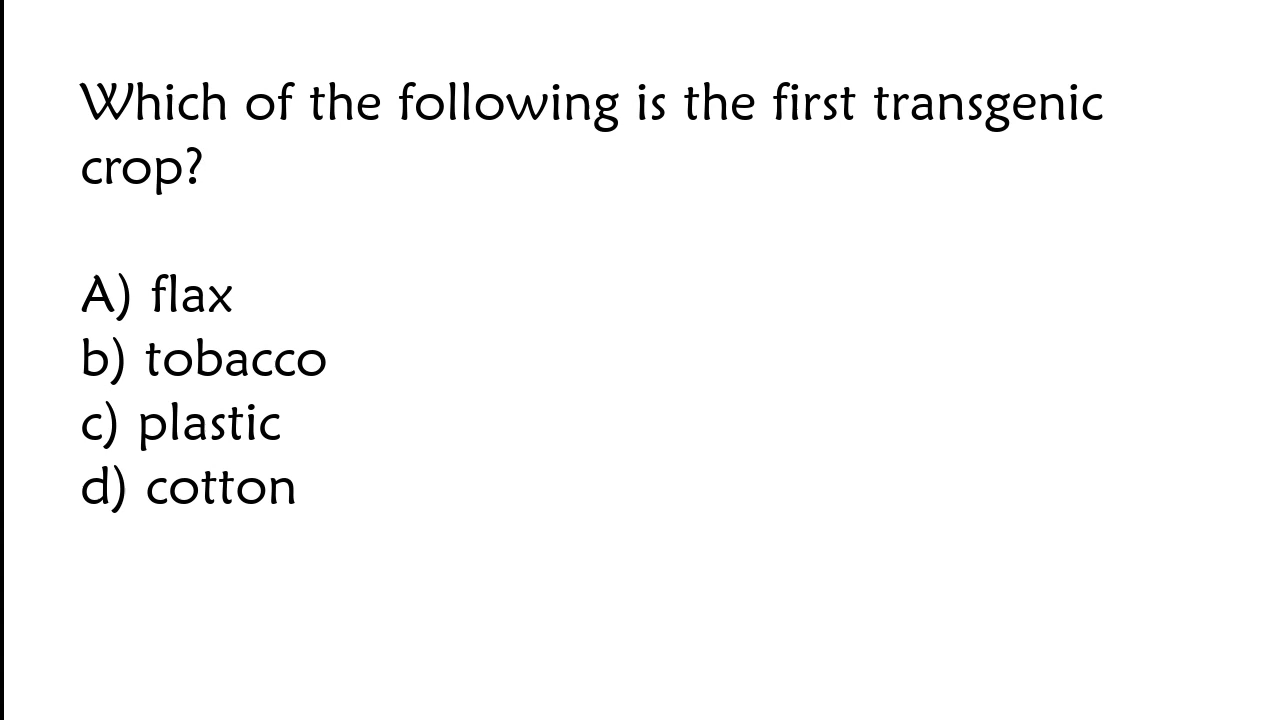 Which of the following is the first transgenic
crop?
A) flax
b) tobacco
c) plastic
d) cotton